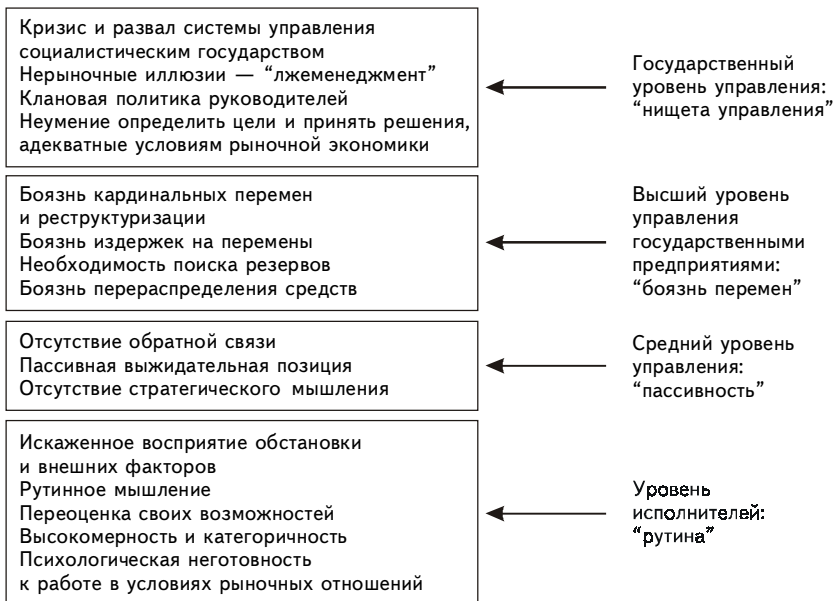 Кризис и развал системы управления
социалистическим государством
Нерыночные иллюзии — “лжеменеджмент”
Клановая политика руководителей
Неумение определить цели и принять решения,
адекватные условиям рыночной экономики
Государственный
уровень управления:
“нищета управления”
Боязнь кардинальных перемен
и реструктуризации
Боязнь издержек на перемены
Необходимость поиска резервов
Боязнь перераспределения средств
Высший уровень
управления
государственными
предприятиями:
“боязнь перемен”
Отсутствие обратной связи
Пассивная выжидательная позиция
Отсутствие стратегического мышления
Средний уровень
управления:
“пассивность”
Искаженное восприятие обстановки
и внешних факторов
Рутинное мышление
Переоценка своих возможностей
Высокомерность и категоричность
Психологическая неготовность
к работе в условиях рыночных отношений
Уровень
исполнителей:
“рутина”